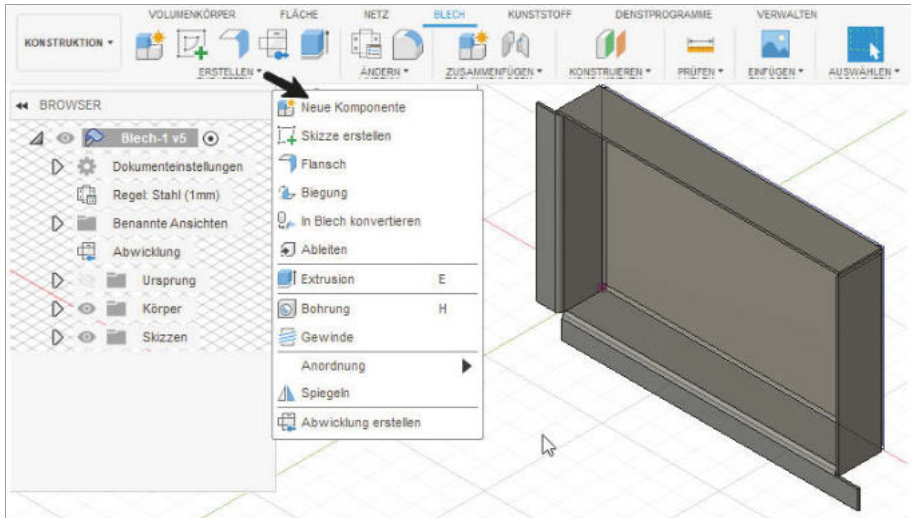 VOLUMENKÖRPER FLÄCHE NETZ BLECH KUNSTSTOFF DIENSTPROGRAMME VERWALTEN
KONSTRUKTION
ERSTELLEN ÄNDERN ZUSAMMENFÜGEN KONSTRUIEREN PRÜFEN EINFÜGEN AUSWÄHLEN
BROWSER
Blech-1 v5
Dokumenteinstellungen
Regel: Stahl (1mm)
Benannte Ansichten
Abwicklung
Ursprung
Körper
Skizzen
Neue Komponente
Skizze erstellen
Flansch
Biegung
In Blech konvertieren
Ableiten
Extrusion E
Bohrung H
Gewinde
Anordnung
Spiegeln
Abwicklung erstellen